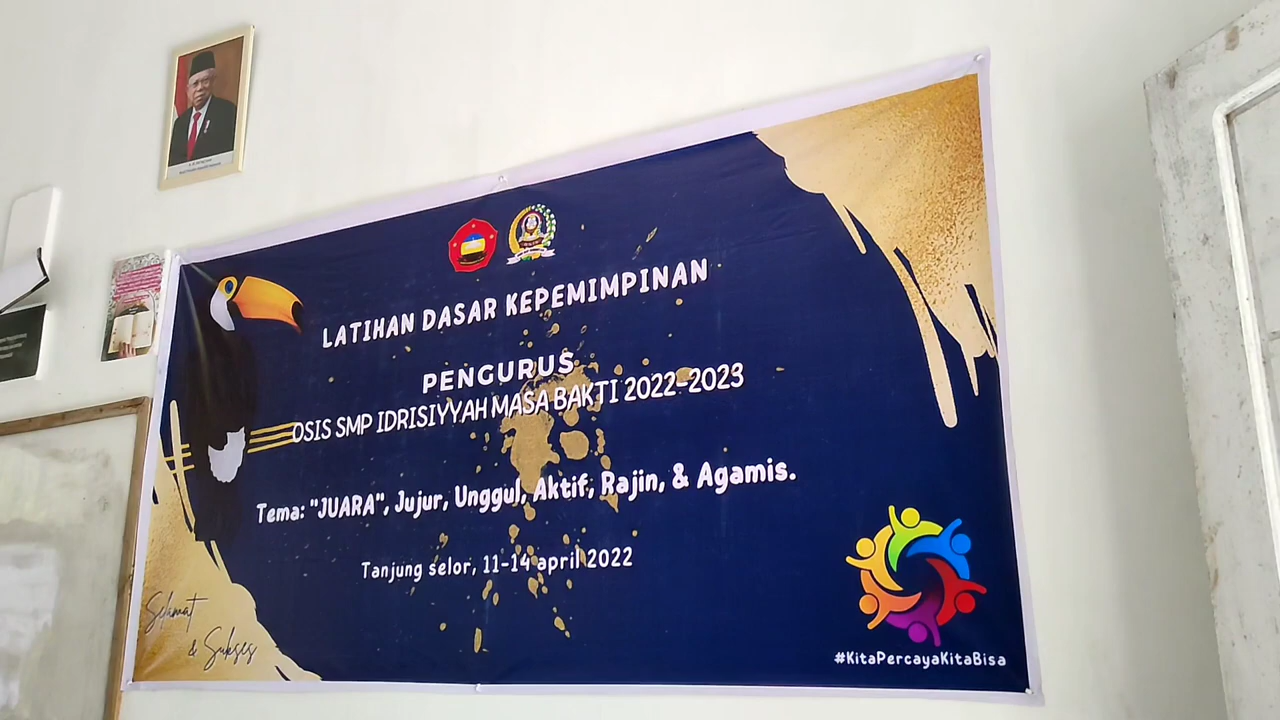 LATIHAN DASAR KEPEMIMPINAN
PENGURUS
OSIS SMP IDRISIYYAH MASA BAKTI 2022-2023
Tema: "JUARA", Jujur, Unggul, Aktif, Rajin, & Agamis.
Tanjung selor, 11-14 april 2022
Selamat
& Sukses
#KitaPercayaKitaBisa